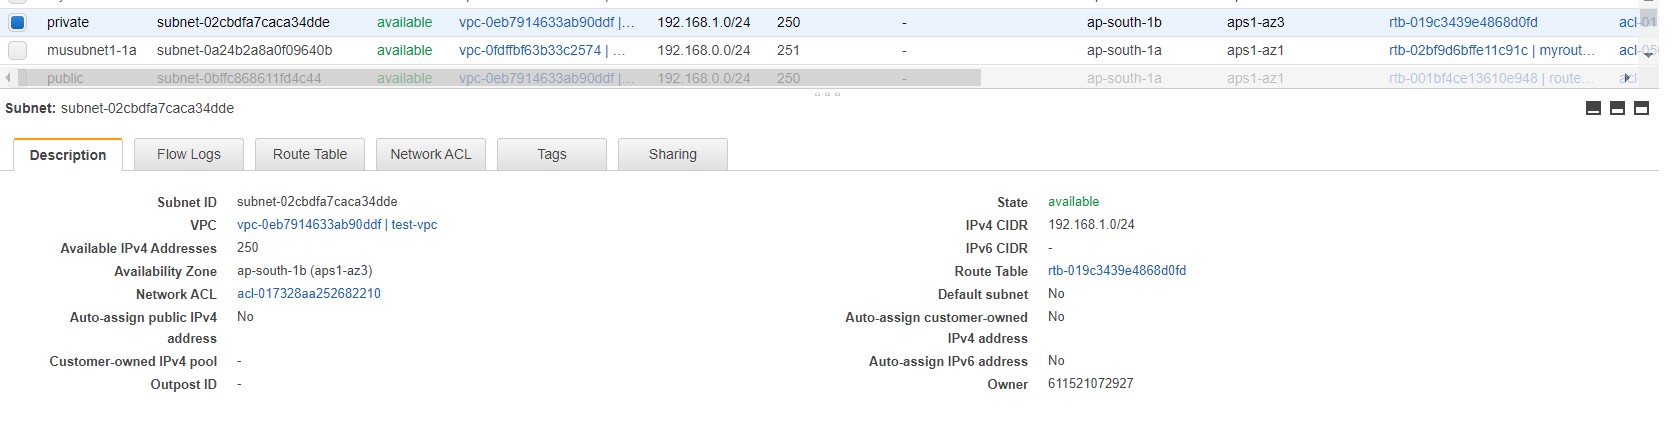 private subnet-02cbdfa7caca34dde available vpc-0eb7914633ab90ddf |... 192.168.1.0/24 250 - ap-south-1b aps1-az3 rtb-019c3439e4868d0fd acl-01
musubnet1-1a subnet-0a24b2a8a0f09640b available vpc-0fdffbf63b33c2574 | ... 192.168.0.0/24 251 - ap-south-1a aps1-az1 rtb-02bf9d6bffe11c91c | myrout...
public subnet-0bffc868611fd4c44 available vpc-0eb7914633ab90ddf |... 192.168.0.0/24 250 - ap-south-1a aps1-az1 rtb-001bf4ce13610e948 | route... acl
Subnet: subnet-02cbdfa7caca34dde
Description Flow Logs Route Table Network ACL Tags Sharing
Subnet ID subnet-02cbdfa7caca34dde State available
VPC vpc-0eb7914633ab90ddf | test-vpc IPv4 CIDR 192.168.1.0/24
Available IPv4 Addresses 250 IPv6 CIDR -
Availability Zone ap-south-1b (aps1-az3) Route Table rtb-019c3439e4868d0fd
Network ACL acl-017328aa252682210 Default subnet No
Auto-assign public IPv4 No Auto-assign customer-owned No
address IPv4 address
Customer-owned IPv4 pool - Auto-assign IPv6 address No
Outpost ID - Owner 611521072927